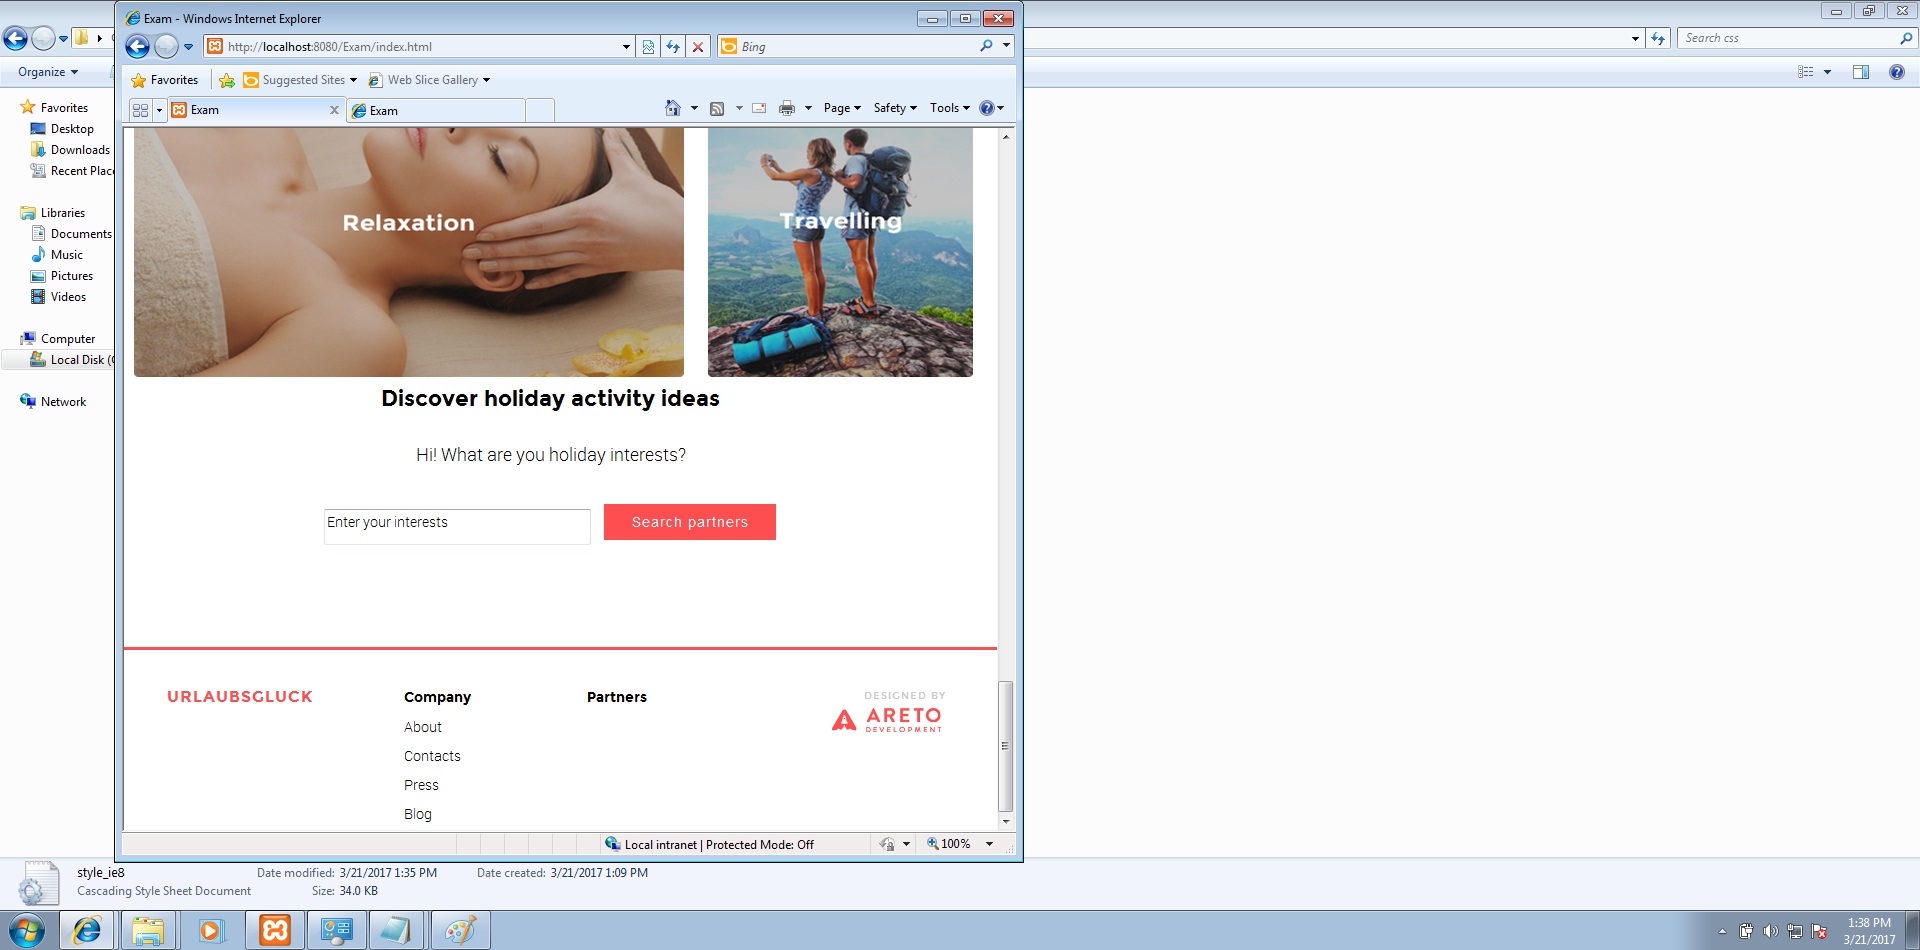 Exam - Windows Internet Explorer
http://localhost:8080/Exam/index.html
Bing
Search css
Organize
Favorites
Suggested Sites
Web Slice Gallery
Exam
Exam
Page
Safety
Tools
Favorites
Desktop
Downloads
Recent Plac
Libraries
Documents
Music
Pictures
Videos
Computer
Local Disk (C
Network
Relaxation
Travelling
Discover holiday activity ideas
Hi! What are you holiday interests?
Enter your interests
Search partners
URLAUBSGLUCK
Company
About
Contacts
Press
Blog
Partners
DESIGNED BY
ARETO
DEVELOPMENT
Local intranet | Protected Mode: Off
100%
style_ie8
Date modified: 3/21/2017 1:35 PM
Date created: 3/21/2017 1:09 PM
Cascading Style Sheet Document
Size: 34.0 KB
1:38 PM
3/21/2017